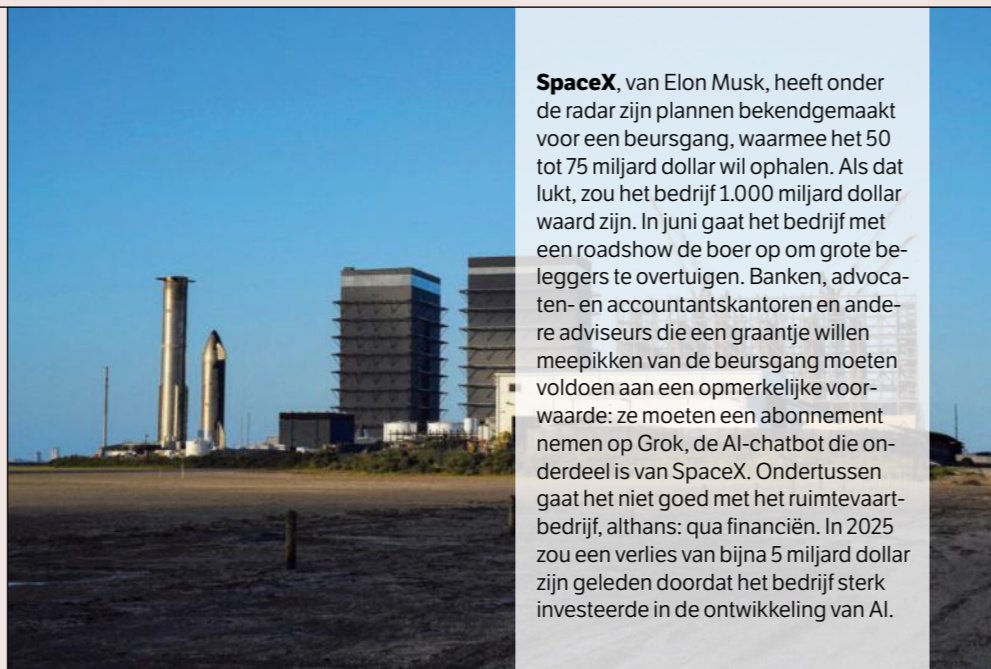 SpaceX, van Elon Musk, heeft onder
de radar zijn plannen bekendgemaakt
voor een beursgang, waarmee het 50
tot 75 miljard dollar wil ophalen. Als dat
lukt, zou het bedrijf 1.000 miljard dollar
waard zijn. In juni gaat het bedrijf met
een roadshow de boer op om grote be-
leggers te overtuigen. Banken, advoca-
ten- en accountantskantoren en ande-
re adviseurs die een graantje willen
meepikken van de beursgang moeten
voldoen aan een opmerkelijke voor-
waarde: ze moeten een abonnement
nemen op Grok, de AI-chatbot die on-
derdeel is van SpaceX. Ondertussen
gaat het niet goed met het ruimtevaart-
bedrijf, althans: qua financiën. In 2025
zou een verlies van bijna 5 miljard dollar
zijn geleden doordat het bedrijf sterk
investeerde in de ontwikkeling van AI.